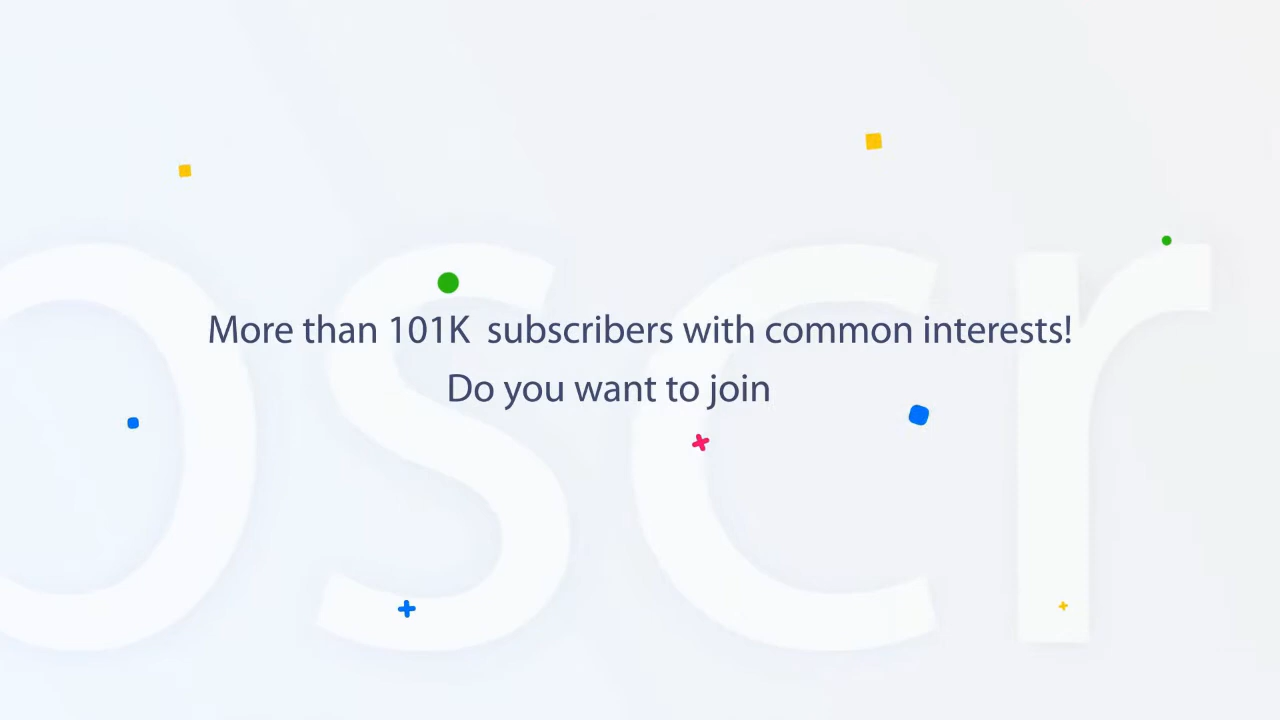 More than 101K  subscribers with common interests!
Do you want to join
oscr